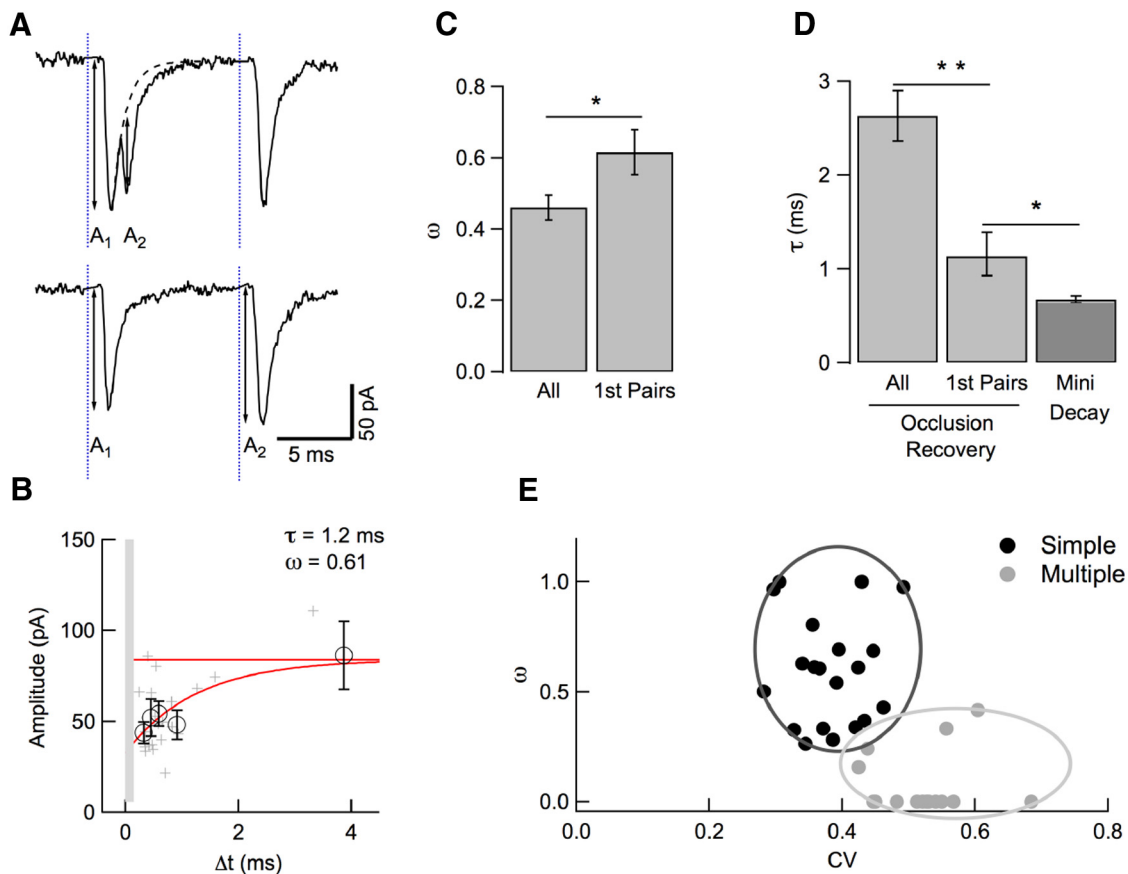 A
A₁
A₂
A₁
A₂
50 pA
5 ms
B
τ = 1.2 ms
ω = 0.61
150
100
50
0
Amplitude (pA)
0 2 4
Δt (ms)
C
*
0.8
0.6
0.4
0.2
0.0
ω
All 1st Pairs
D
* *
*
3
2
1
0
τ (ms)
All 1st Pairs Mini
Occlusion Decay
Recovery
E
Simple
Multiple
1.0
0.5
0.0
ω
0.0 0.2 0.4 0.6 0.8
CV